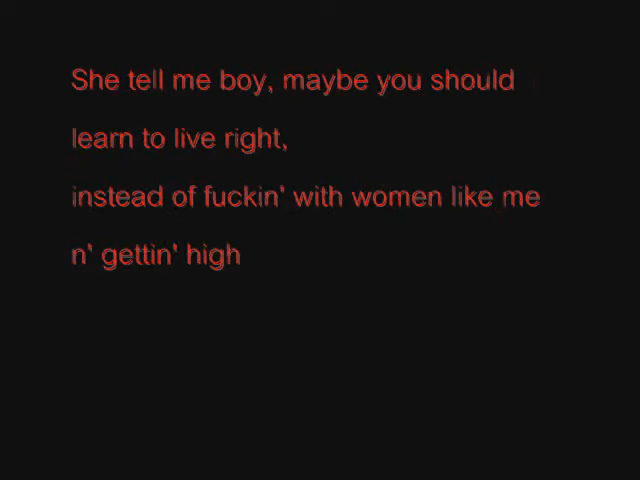 She tell me boy, maybe you should
learn to live right,
instead of fuckin' with women like me
n' gettin' high